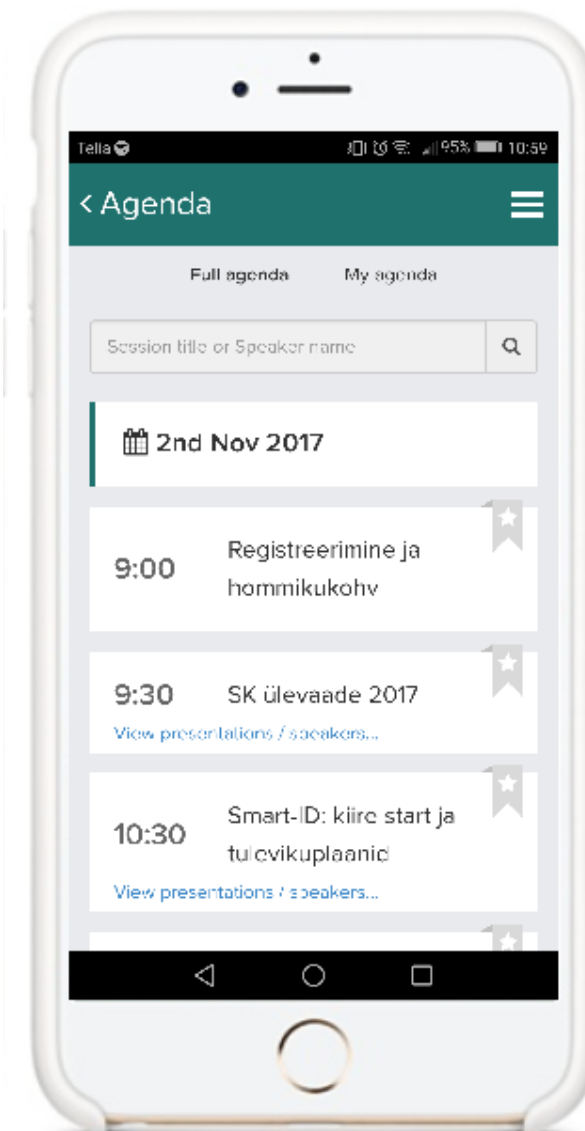 Telia
95% 10:59
< Agenda
Full agenda My agenda
Session title or Speaker name
2nd Nov 2017
9:00 Registreerimine ja
hommikukohv
9:30 SK ülevaade 2017
View presentations / speakers...
10:30 Smart-ID: kiire start ja
tulevikuplaanid
View presentations / speakers...